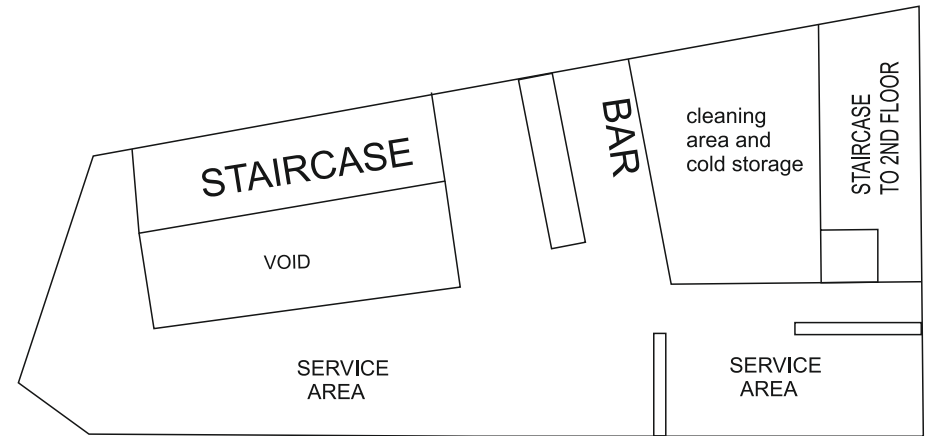 STAIRCASE
VOID
SERVICE
AREA
BAR
cleaning
area and
cold storage
STAIRCASE
TO 2ND FLOOR
SERVICE
AREA